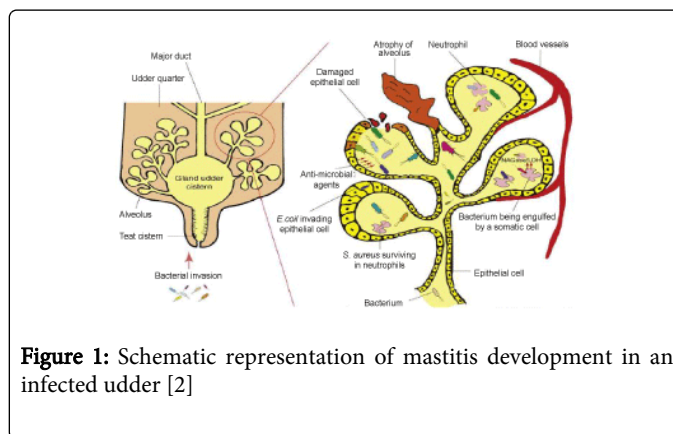 Major duct
Udder quarter
Gland udder
cistern
Alveolus
Teat cistern
Bacterial invasion
Atrophy of
alveolus
Neutrophil
Blood vessels
Damaged
epithelial cell
Anti-microbial
agents
E.coli invading
epithelial cell
S. aureus surviving
in neutrophils
Bacterium being engulfed
by a somatic cell
Epithelial cell
Bacterium
Figure 1: Schematic representation of mastitis development in an
infected udder [2]